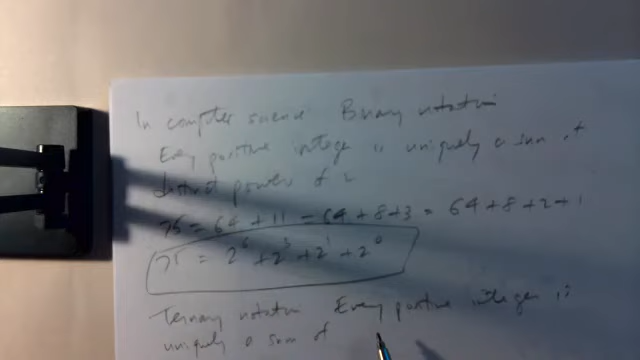 In computer science Binary notation
Every positive integer is uniquely a sum of
distinct powers of 2
75 = 64 + 11 = 64 + 8 + 3 = 64 + 8 + 2 + 1
75 = 2^6 + 2^3 + 2^1 + 2^0
Ternary notation Every positive integer is
uniquely a sum of